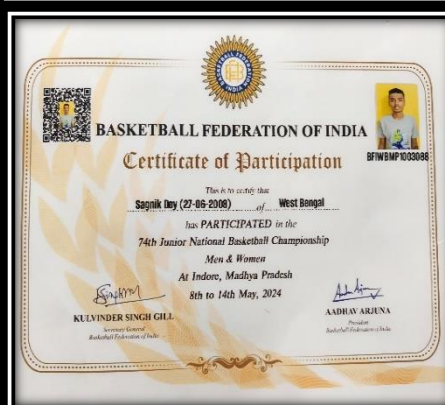 BASKETBALL FEDERATION OF INDIA
BFIWBMP1003088
Certificate of Participation
This is to certify that
Sagnik Dey (27-06-2008) of West Bengal
has PARTICIPATED in the
74th Junior National Basketball Championship
Men & Women
At Indore, Madhya Pradesh
8th to 14th May, 2024
KULVINDER SINGH GILL
Secretary General
Basketball Federation of India
AADHAV ARJUNA
President
Basketball Federation of India